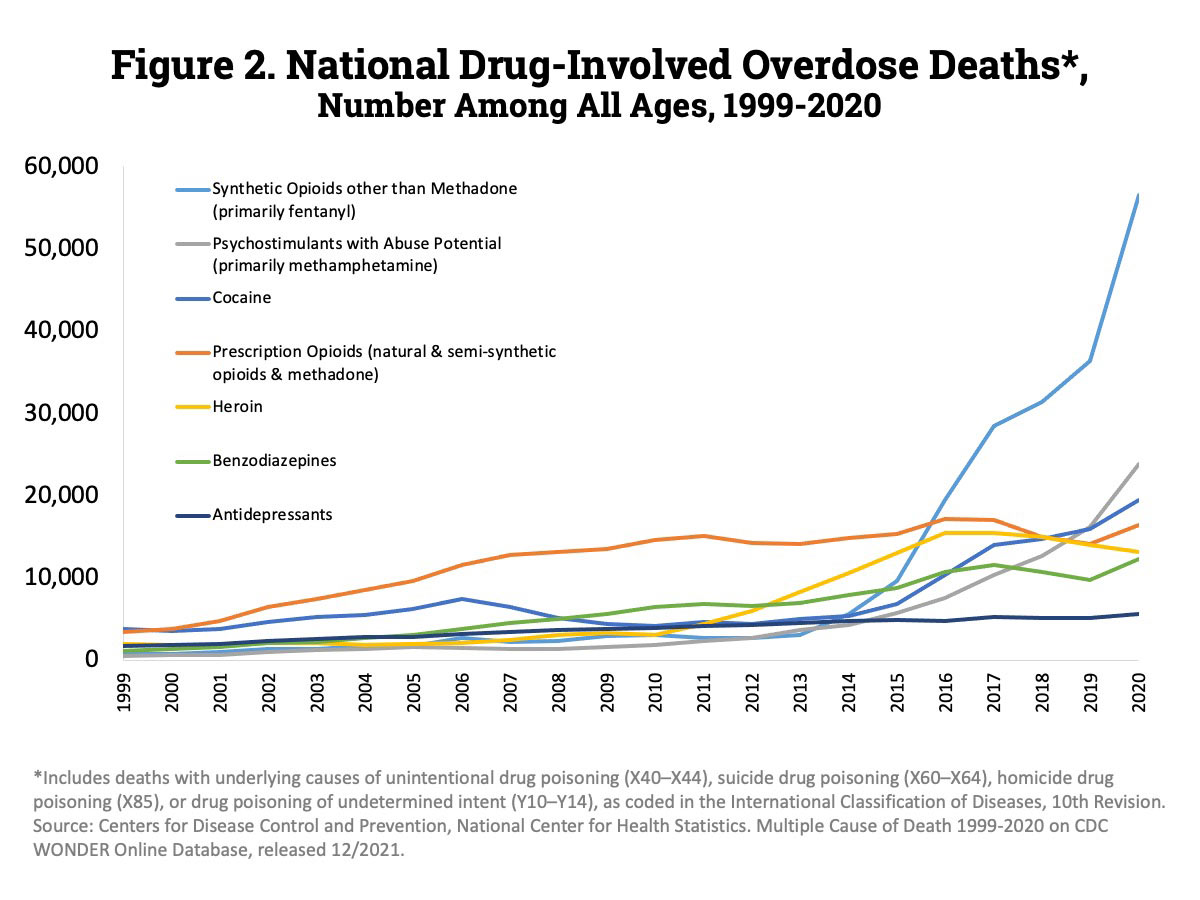 Figure 2. National Drug-Involved Overdose Deaths*,
Number Among All Ages, 1999-2020
60,000
50,000
40,000
30,000
20,000
10,000
0
Synthetic Opioids other than Methadone
(primarily fentanyl)
Psychostimulants with Abuse Potential
(primarily methamphetamine)
Cocaine
Prescription Opioids (natural & semi-synthetic
opioids & methadone)
Heroin
Benzodiazepines
Antidepressants
1999
2000
2001
2002
2003
2004
2005
2006
2007
2008
2009
2010
2011
2012
2013
2014
2015
2016
2017
2018
2019
2020
*Includes deaths with underlying causes of unintentional drug poisoning (X40–X44), suicide drug poisoning (X60–X64), homicide drug
poisoning (X85), or drug poisoning of undetermined intent (Y10–Y14), as coded in the International Classification of Diseases, 10th Revision.
Source: Centers for Disease Control and Prevention, National Center for Health Statistics. Multiple Cause of Death 1999-2020 on CDC
WONDER Online Database, released 12/2021.